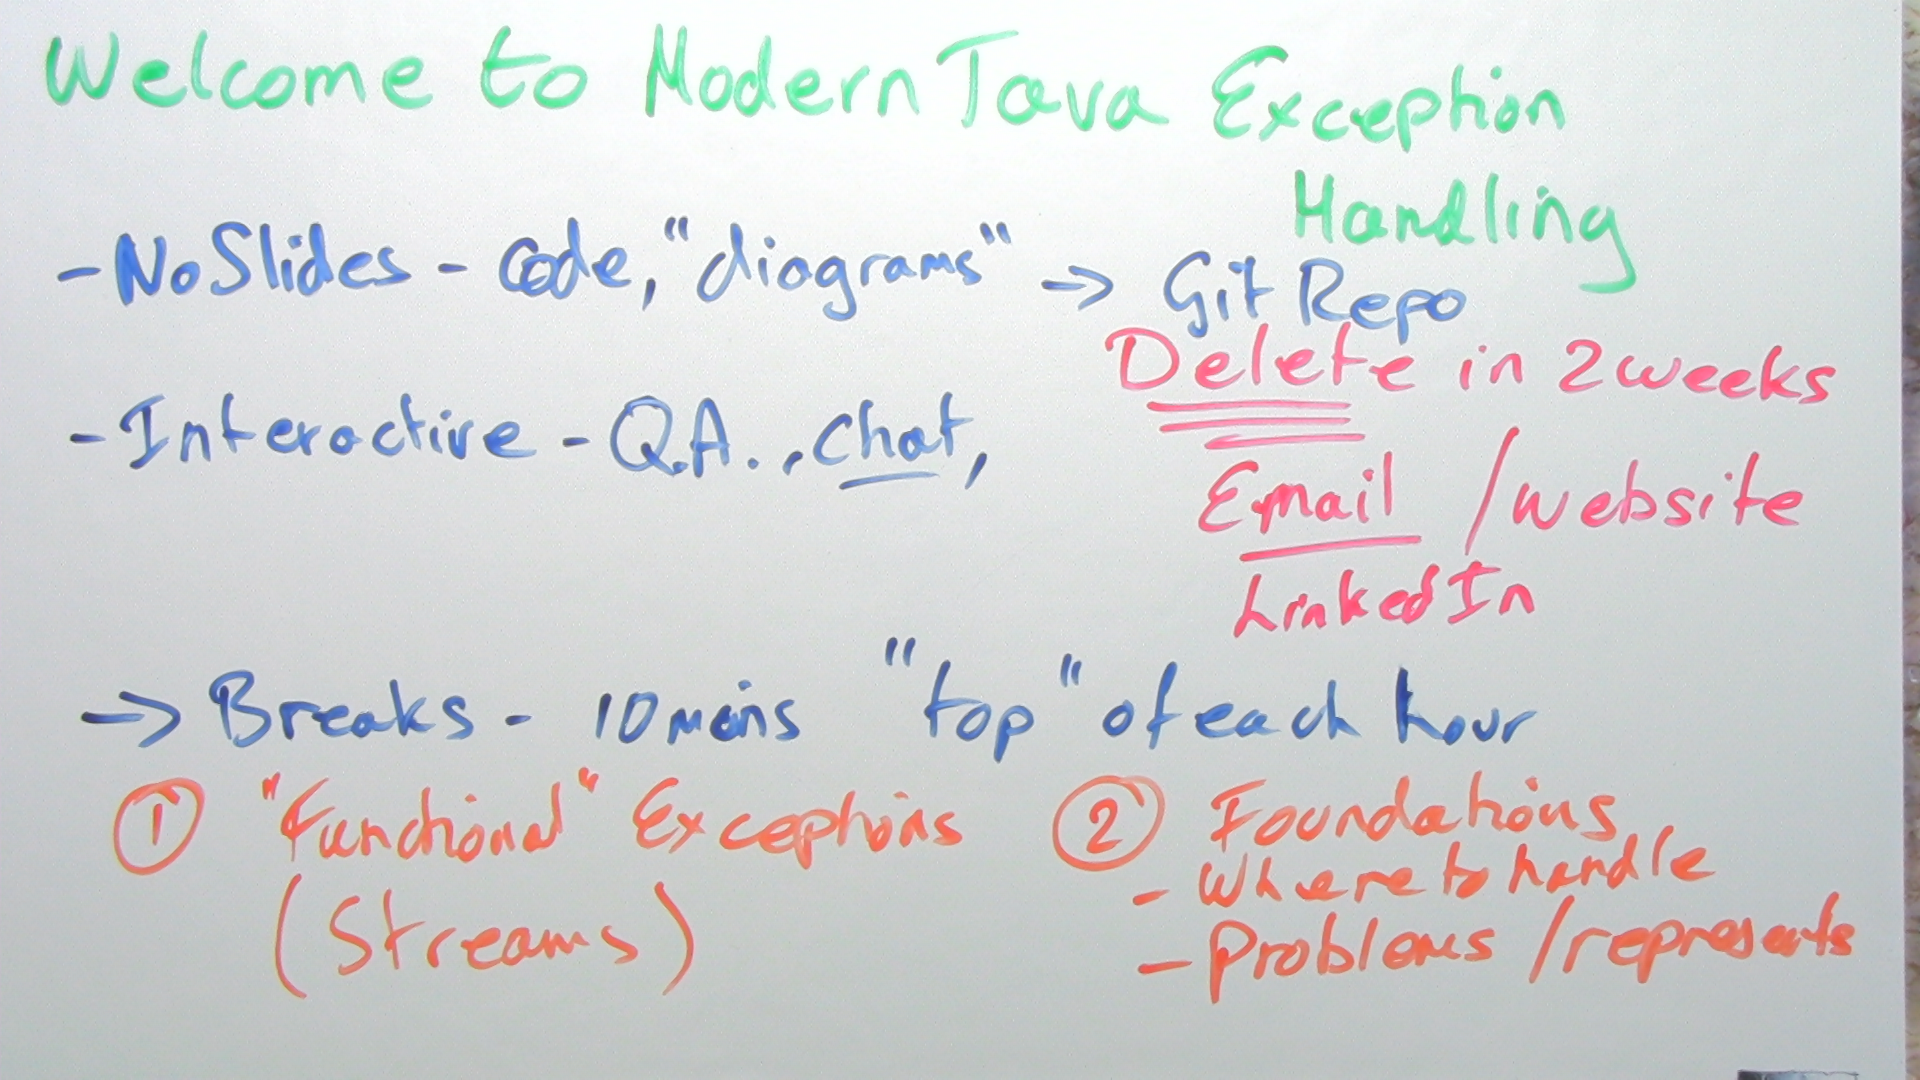 Welcome to Modern Java Exception
Handling
- No Slides - Code, "diagrams" -> Git Repo
Delete in 2 weeks
- Interactive - Q.A. , chat,
Email / website
LinkedIn
-> Breaks - 10 mins "top" of each hour
① "Functional" Exceptions
(Streams)
② Foundations
- Where to handle
- Problems / represents